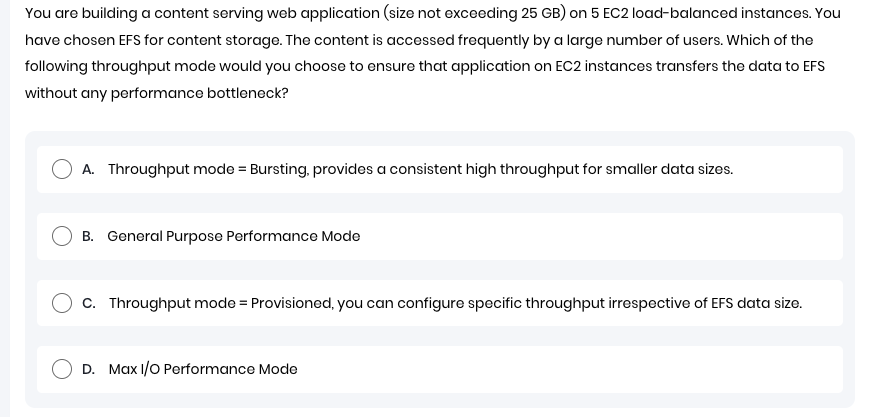 You are building a content serving web application (size not exceeding 25 GB) on 5 EC2 load-balanced instances. You
have chosen EFS for content storage. The content is accessed frequently by a large number of users. Which of the
following throughput mode would you choose to ensure that application on EC2 instances transfers the data to EFS
without any performance bottleneck?
A. Throughput mode = Bursting, provides a consistent high throughput for smaller data sizes.
B. General Purpose Performance Mode
C. Throughput mode = Provisioned, you can configure specific throughput irrespective of EFS data size.
D. Max I/O Performance Mode